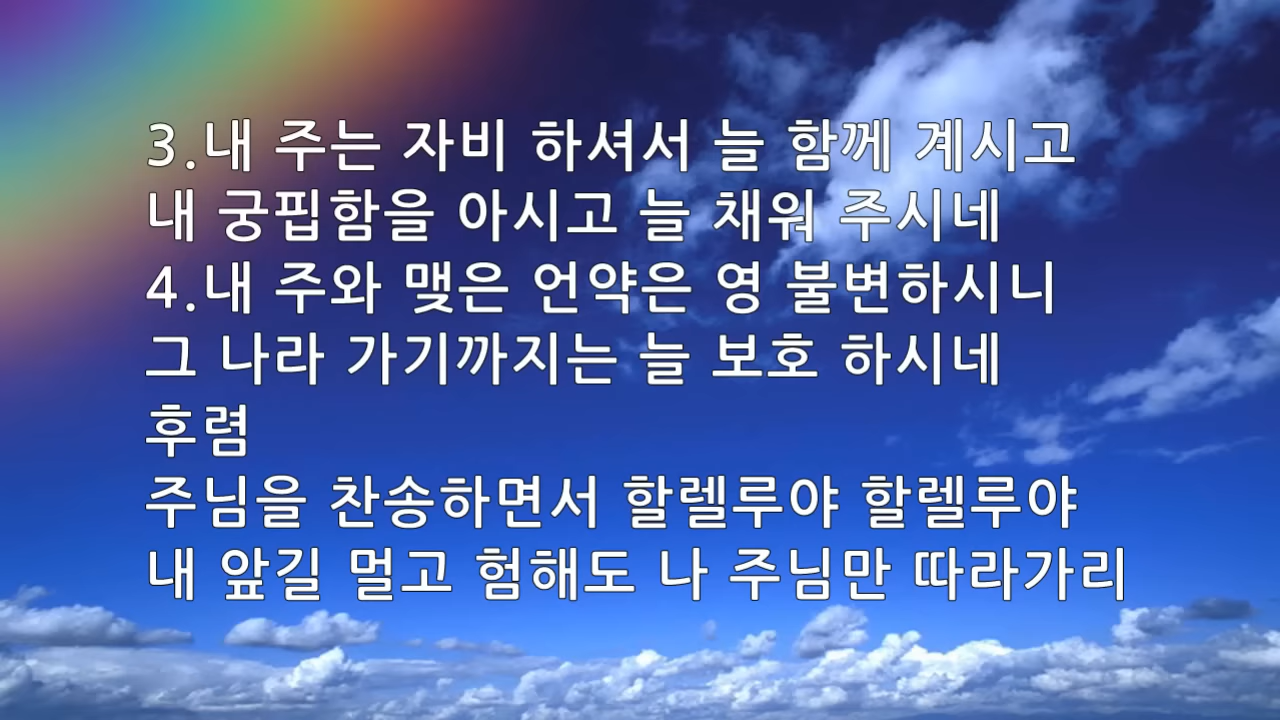 3.내 주는 자비 하셔서 늘 함께 계시고
내 궁핍함을 아시고 늘 채워 주시네
4.내 주와 맺은 언약은 영 불변하시니
그 나라 가기까지는 늘 보호 하시네
후렴
주님을 찬송하면서 할렐루야 할렐루야
내 앞길 멀고 험해도 나 주님만 따라가리